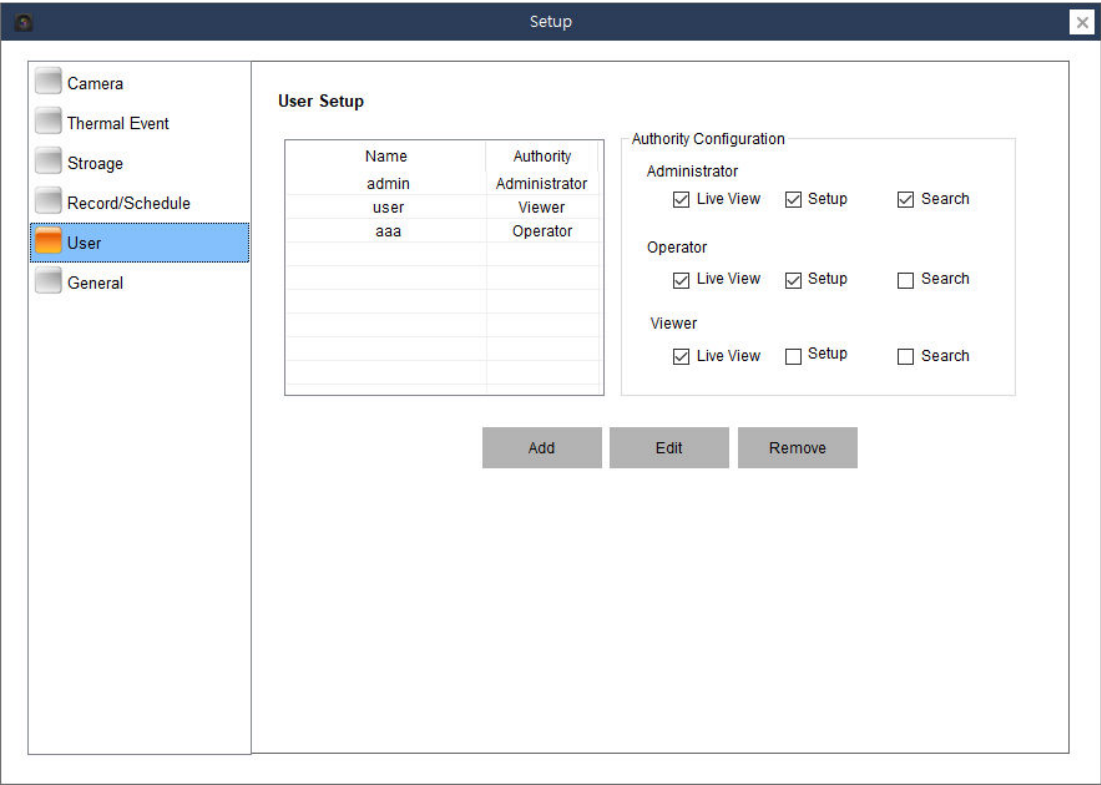 Setup
Camera
Thermal Event
Stroage
Record/Schedule
User
General
User Setup
Name Authority
admin Administrator
user Viewer
aaa Operator
Authority Configuration
Administrator
Live View Setup Search
Operator
Live View Setup Search
Viewer
Live View Setup Search
Add Edit Remove